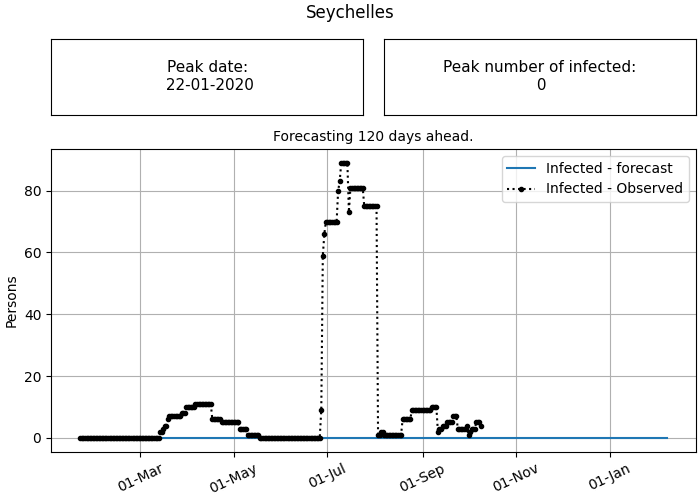 Seychelles
Peak date:
22-01-2020
Peak number of infected:
0
Forecasting 120 days ahead.
Infected - forecast
Infected - Observed
Persons
80
60
40
20
0
01-Mar
01-May
01-Jul
01-Sep
01-Nov
01-Jan